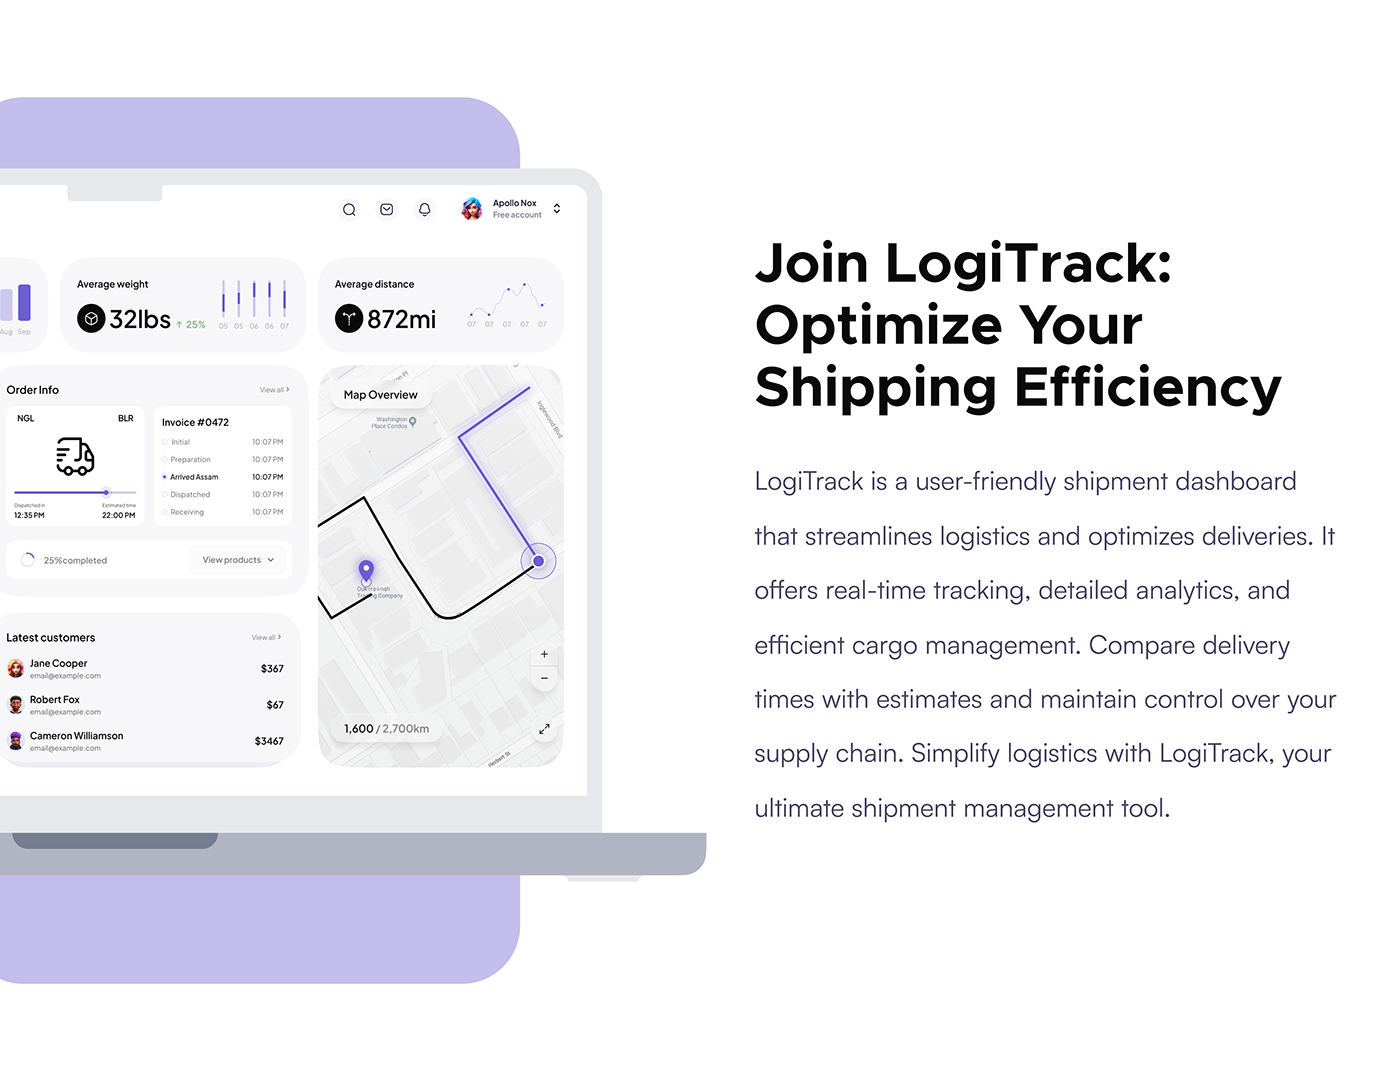 Apollo Nox
Free account
Aug Sep
Average weight
32lbs ↑ 25%
05 05 06 06 07
Average distance
872mi
07 07 07 07 07
Order Info
View all >
NGL BLR
Dispatched in Estimated time
12:35 PM 22:00 PM
Invoice #0472
Initial 10:07 PM
Preparation 10:07 PM
Arrived Assam 10:07 PM
Dispatched 10:07 PM
Receiving 10:07 PM
25%completed
View products
Latest customers
View all >
Jane Cooper
email@example.com
$367
Robert Fox
email@example.com
$67
Cameron Williamson
email@example.com
$3467
Map Overview
Washington
Place Condos
Inglewood Blvd
Company
+
−
1,600 / 2,700km
Herbert St
Join LogiTrack:
Optimize Your
Shipping Efficiency
LogiTrack is a user-friendly shipment dashboard
that streamlines logistics and optimizes deliveries. It
offers real-time tracking, detailed analytics, and
efficient cargo management. Compare delivery
times with estimates and maintain control over your
supply chain. Simplify logistics with LogiTrack, your
ultimate shipment management tool.